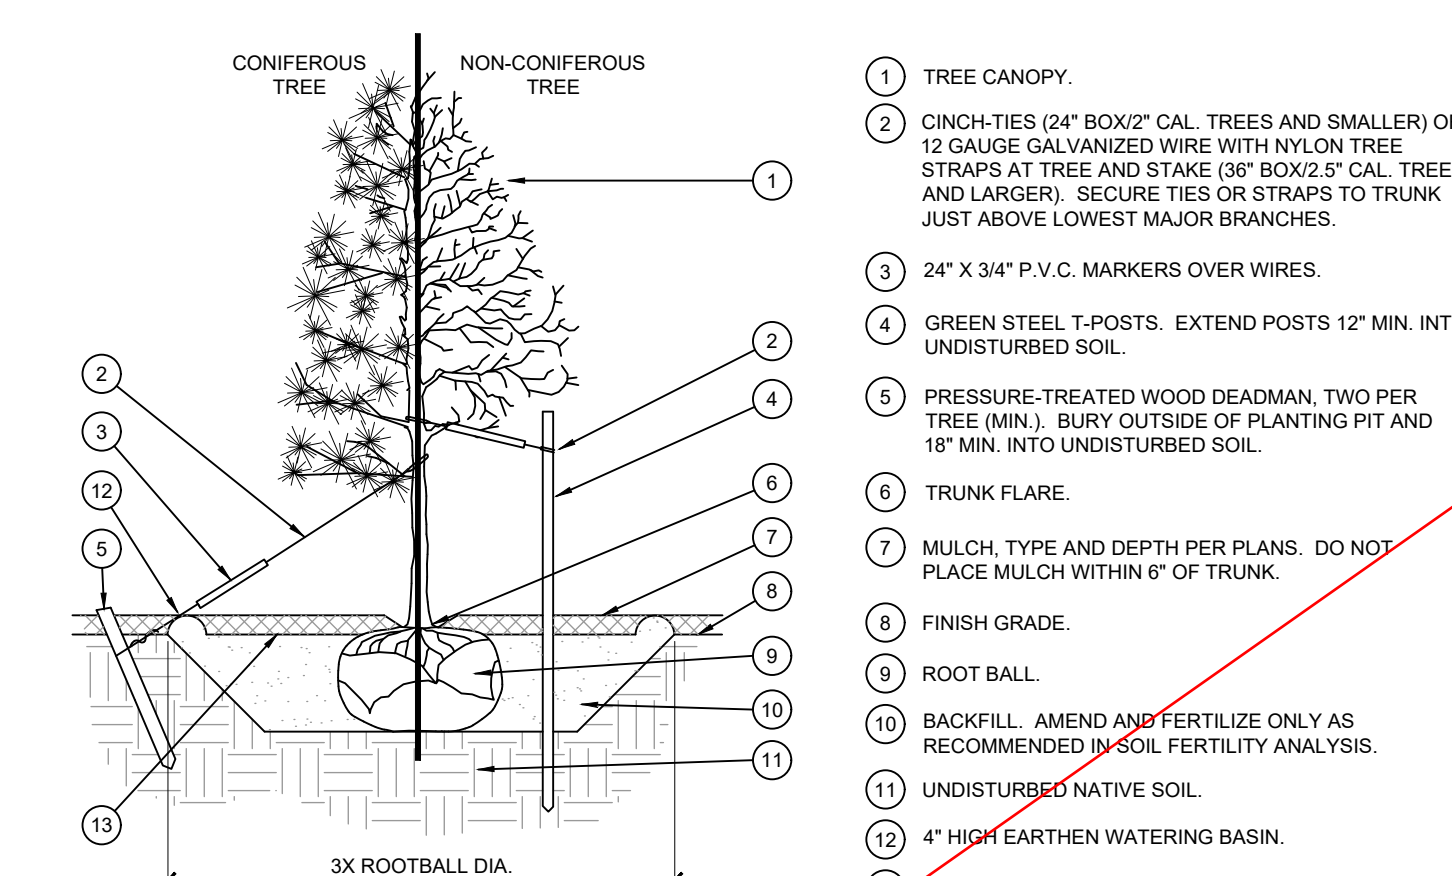 CONIFEROUS
TREE
NON-CONIFEROUS
TREE
1
2
4
6
7
8
9
10
11
2
3
12
5
13
3X ROOTBALL DIA.
1 TREE CANOPY.
2 CINCH-TIES (24" BOX/2" CAL. TREES AND SMALLER) O
12 GAUGE GALVANIZED WIRE WITH NYLON TREE
STRAPS AT TREE AND STAKE (36" BOX/2.5" CAL. TREE
AND LARGER). SECURE TIES OR STRAPS TO TRUNK
JUST ABOVE LOWEST MAJOR BRANCHES.
3 24" X 3/4" P.V.C. MARKERS OVER WIRES.
4 GREEN STEEL T-POSTS. EXTEND POSTS 12" MIN. INT
UNDISTURBED SOIL.
5 PRESSURE-TREATED WOOD DEADMAN, TWO PER
TREE (MIN.). BURY OUTSIDE OF PLANTING PIT AND
18" MIN. INTO UNDISTURBED SOIL.
6 TRUNK FLARE.
7 MULCH, TYPE AND DEPTH PER PLANS. DO NOT
PLACE MULCH WITHIN 6" OF TRUNK.
8 FINISH GRADE.
9 ROOT BALL.
10 BACKFILL. AMEND AND FERTILIZE ONLY AS
RECOMMENDED IN SOIL FERTILITY ANALYSIS.
11 UNDISTURBED NATIVE SOIL.
12 4" HIGH EARTHEN WATERING BASIN.